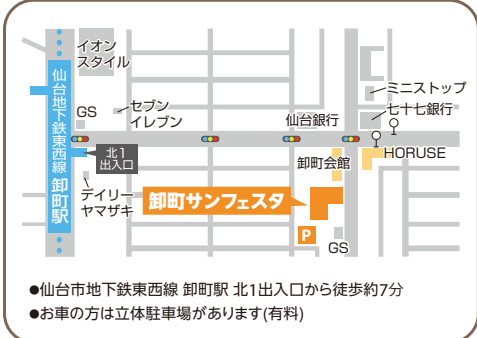 イオン
スタイル
ミニストップ
セブン
イレブン
GS
七十七銀行
仙台銀行
仙台地下鉄東西線 卸町駅
北1
出入口
卸町会館
HORUSE
デイリー
ヤマザキ
卸町サンフェスタ
P
GS
●仙台市地下鉄東西線 卸町駅 北1出入口から徒歩約7分
●お車の方は立体駐車場があります(有料)